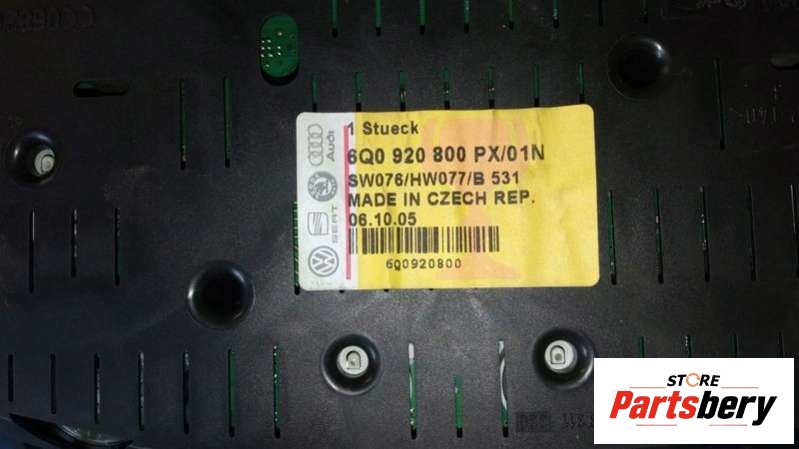 1 Stueck
6Q0 920 800 PX/01N
SW076/HW077/B 531
MADE IN CZECH REP.
06.10.05
6Q0920800
Audi
SEAT
STORE
Partsbery